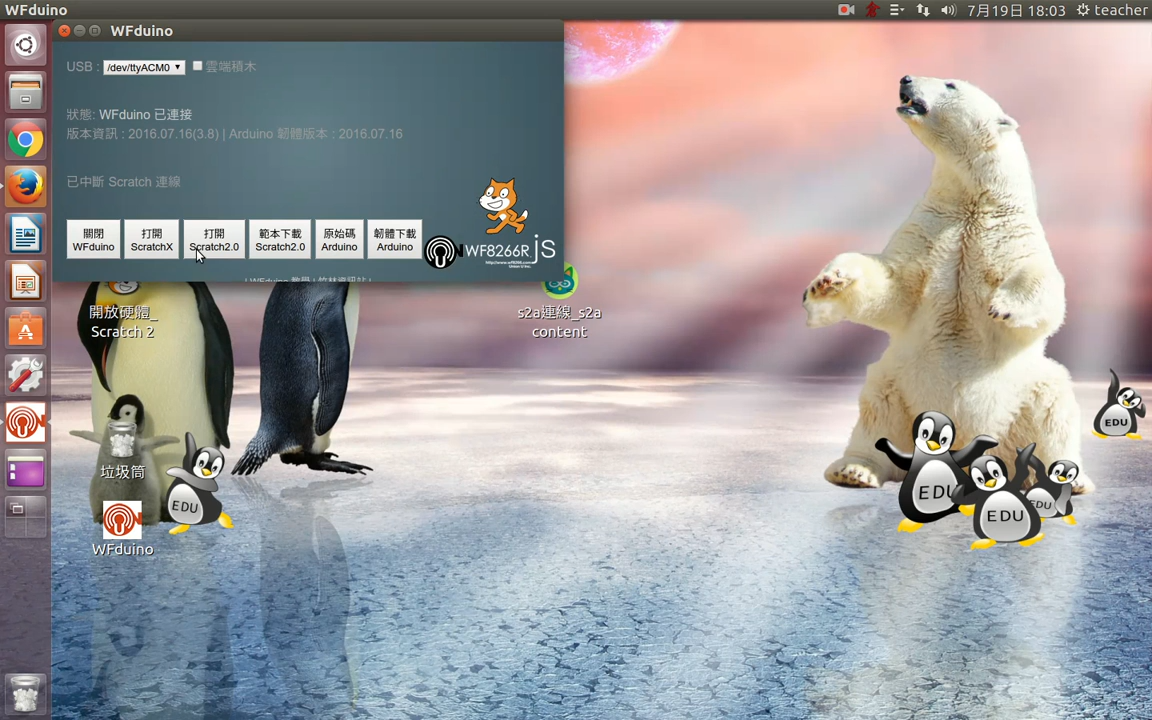 WFduino
7月19日 18:03
teacher
WFduino
USB : /dev/ttyACM0 雲端積木
狀態: WFduino 已連接
版本資訊 : 2016.07.16(3.8) | Arduino 韌體版本 : 2016.07.16
已中斷 Scratch 連線
關閉
WFduino
打開
ScratchX
打開
Scratch2.0
範本下載
Scratch2.0
原始碼
Arduino
韌體下載
Arduino
WF8266R.js
開放硬體_
Scratch 2
s2a連線_s2a
content
垃圾筒
WFduino
EDU
EDU
EDU
EDU
EDU